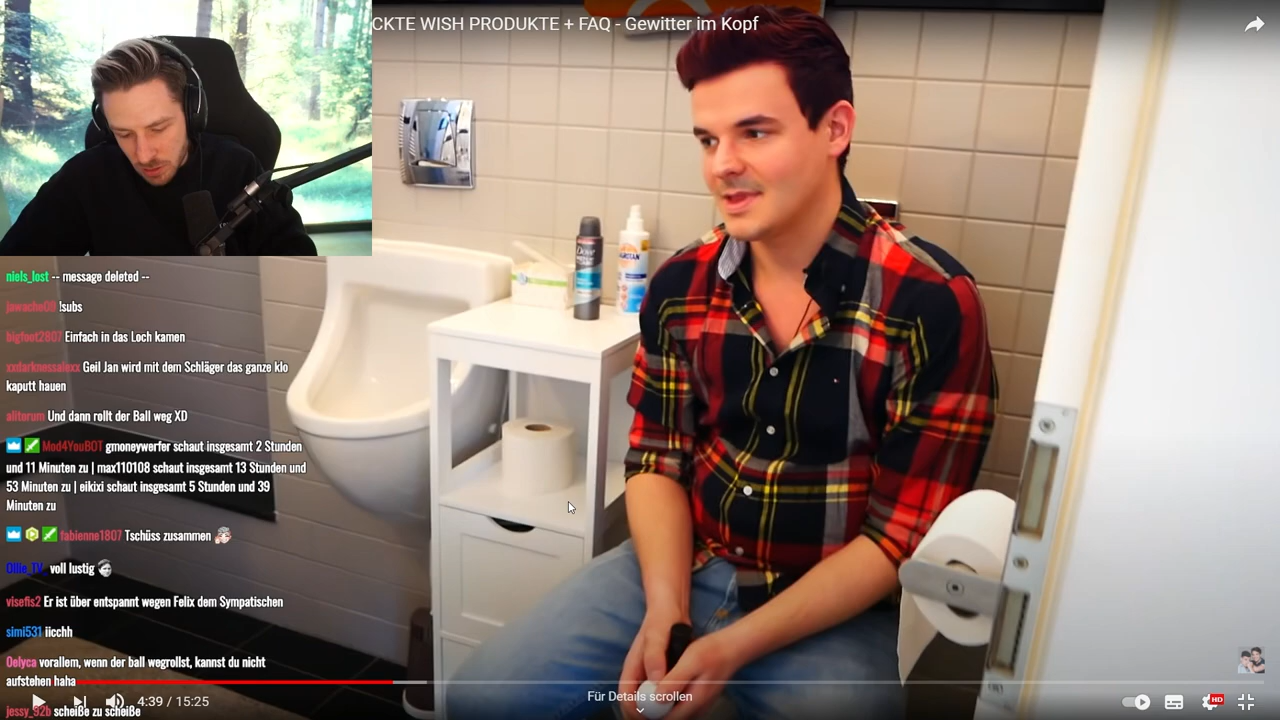 CKTE WISH PRODUKTE + FAQ - Gewitter im Kopf
niels_lost -- message deleted --
!subs
bigfoot2807 Einfach in das Loch kamen
xxdarknessalexx Geil Jan wird mit dem Schläger das ganze klo
kaputt hauen
Und dann rollt der Ball weg XD
Mod4YouBOT gmoneywerfer schaut insgesamt 2 Stunden
und 11 Minuten zu | max110108 schaut insgesamt 13 Stunden und
53 Minuten zu | eikixi schaut insgesamt 5 Stunden und 39
Minuten zu
fabienne1807 Tschüss zusammen
voll lustig
visefis2 Er ist über entspannt wegen Felix dem Sympatischen
simi531 iicchh
Oelyca vorallem, wenn der ball wegrollst, kannst du nicht
aufstehen haha
4:39 / 15:25
Für Details scrollen
HD
jessy_92b scheiße zu scheiße
Dove